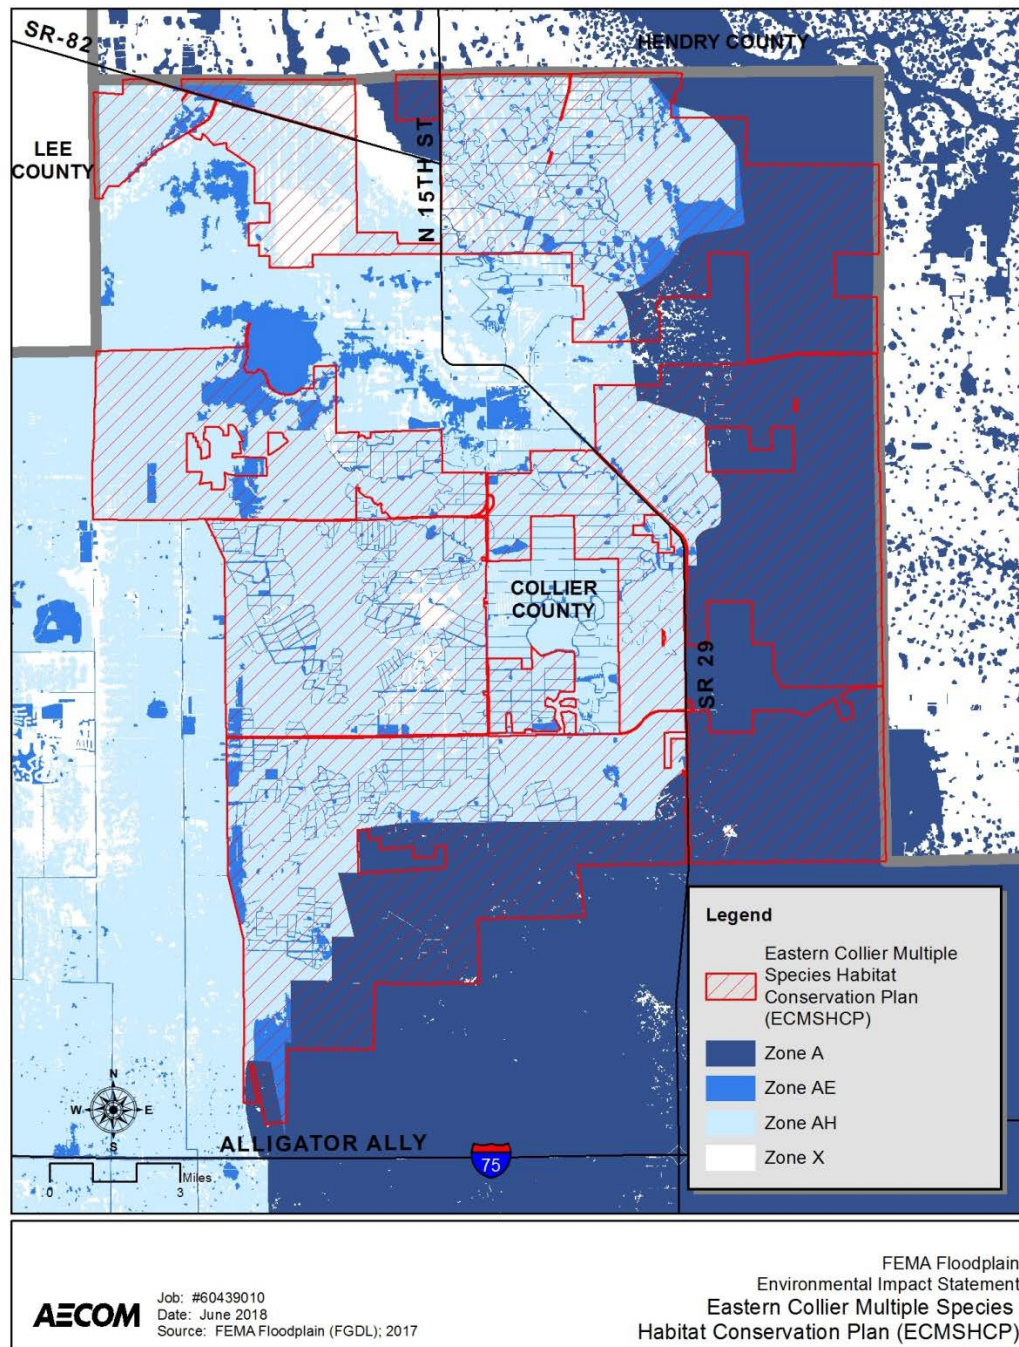 SR-82
HENDRY COUNTY
LEE
COUNTY
N 15TH ST
COLLIER
COUNTY
SR 29
Legend
Eastern Collier Multiple
Species Habitat
Conservation Plan
(ECMSHCP)
Zone A
Zone AE
Zone AH
Zone X
N
W
E
S
ALLIGATOR ALLY
75
Miles
0
3
AECOM
Job: #60439010
Date: June 2018
Source: FEMA Floodplain (FGDL); 2017
FEMA Floodplain
Environmental Impact Statement
Eastern Collier Multiple Species
Habitat Conservation Plan (ECMSHCP)